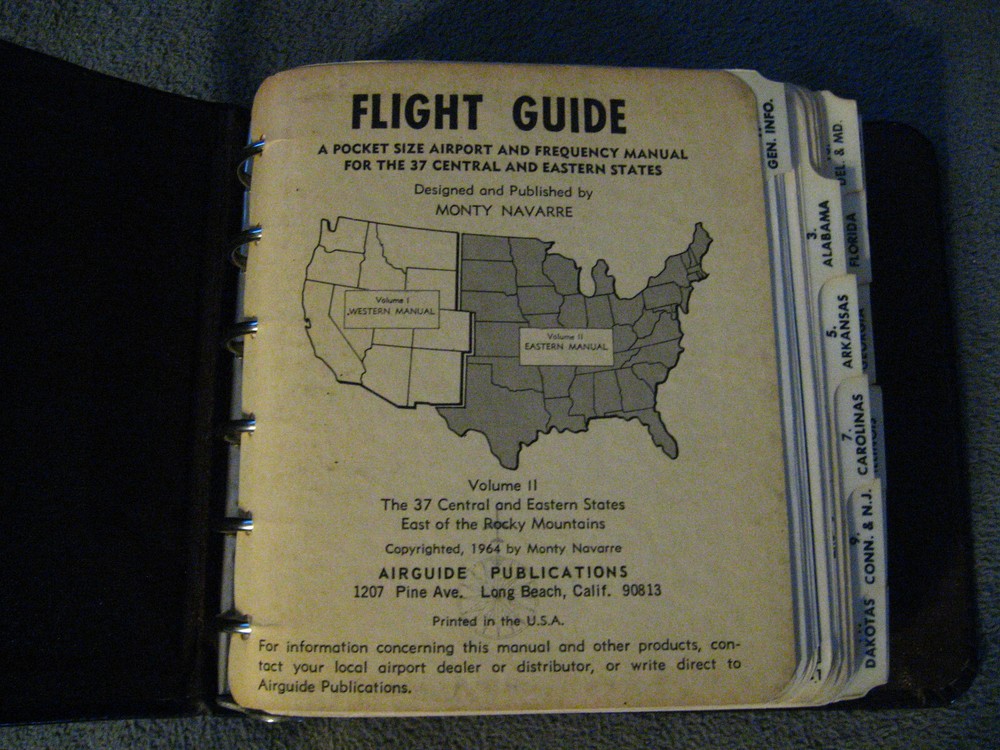 FLIGHT GUIDE
A POCKET SIZE AIRPORT AND FREQUENCY MANUAL
FOR THE 37 CENTRAL AND EASTERN STATES
Designed and Published by
MONTY NAVARRE
Volume I
WESTERN MANUAL
Volume II
EASTERN MANUAL
Volume II
The 37 Central and Eastern States
East of the Rocky Mountains
Copyrighted, 1964 by Monty Navarre
AIRGUIDE PUBLICATIONS
1207 Pine Ave. Long Beach, Calif. 90813
Printed in the U.S.A.
For information concerning this manual and other products, con-
tact your local airport dealer or distributor, or write direct to
Airguide Publications.
GEN. INFO.
DEL. & MD.
3.
ALABAMA
FLORIDA
5.
ARKANSAS
GEORGIA
7.
CAROLINAS
ILLINOIS
9.
CONN. & N.J.
DAKOTAS